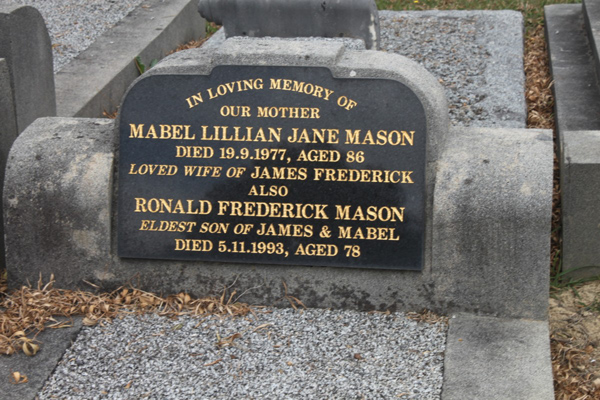 IN LOVING MEMORY OF
OUR MOTHER
MABEL LILLIAN JANE MASON
DIED 19.9.1977, AGED 86
LOVED WIFE OF JAMES FREDERICK
ALSO
RONALD FREDERICK MASON
ELDEST SON OF JAMES & MABEL
DIED 5.11.1993, AGED 78